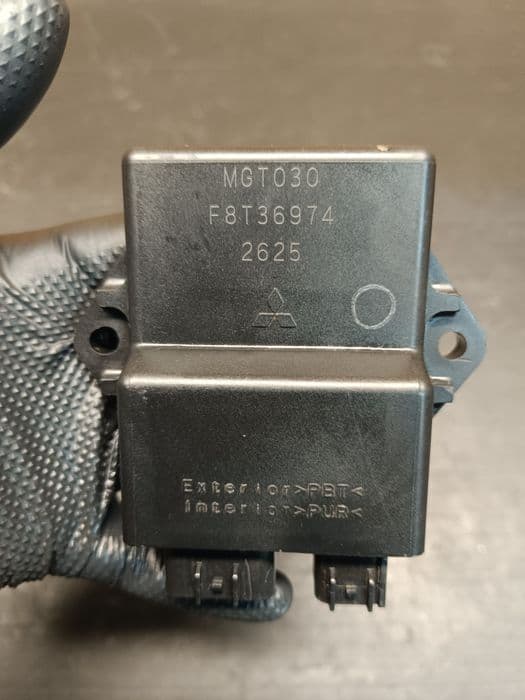 MGT030
F8T36974
2625
Exterior>PBT<
Interior>PUR<